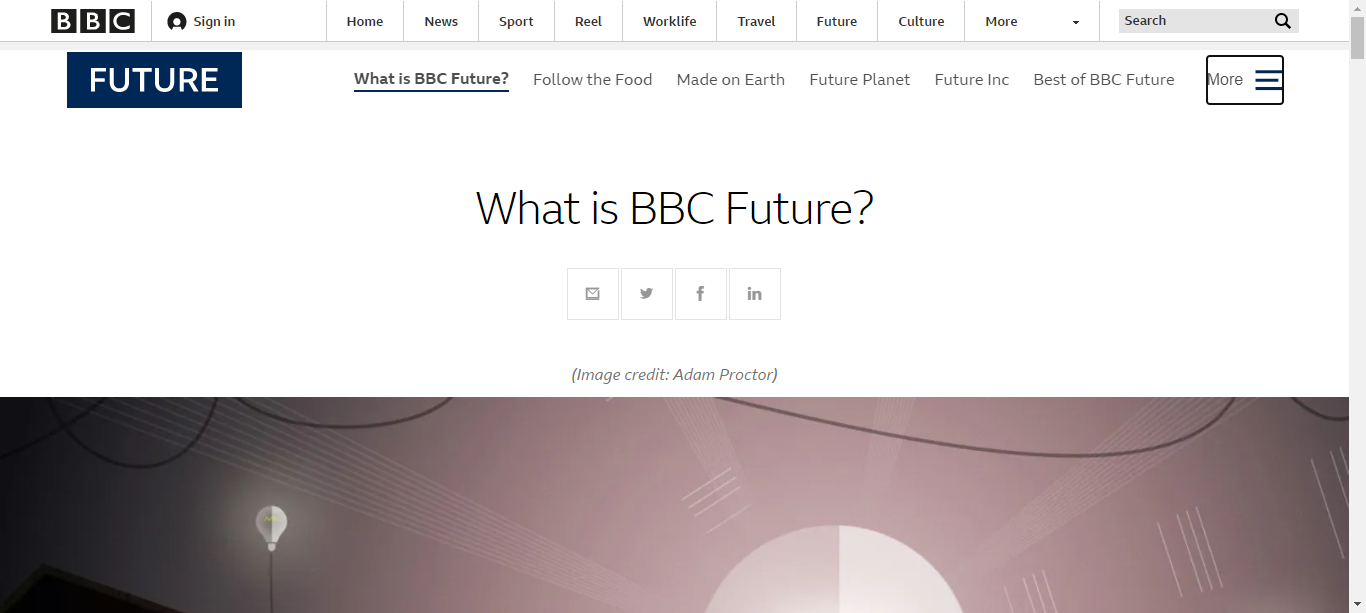 BBC Sign in Home News Sport Reel Worklife Travel Future Culture More Search
FUTURE What is BBC Future? Follow the Food Made on Earth Future Planet Future Inc Best of BBC Future More
What is BBC Future?
(Image credit: Adam Proctor)